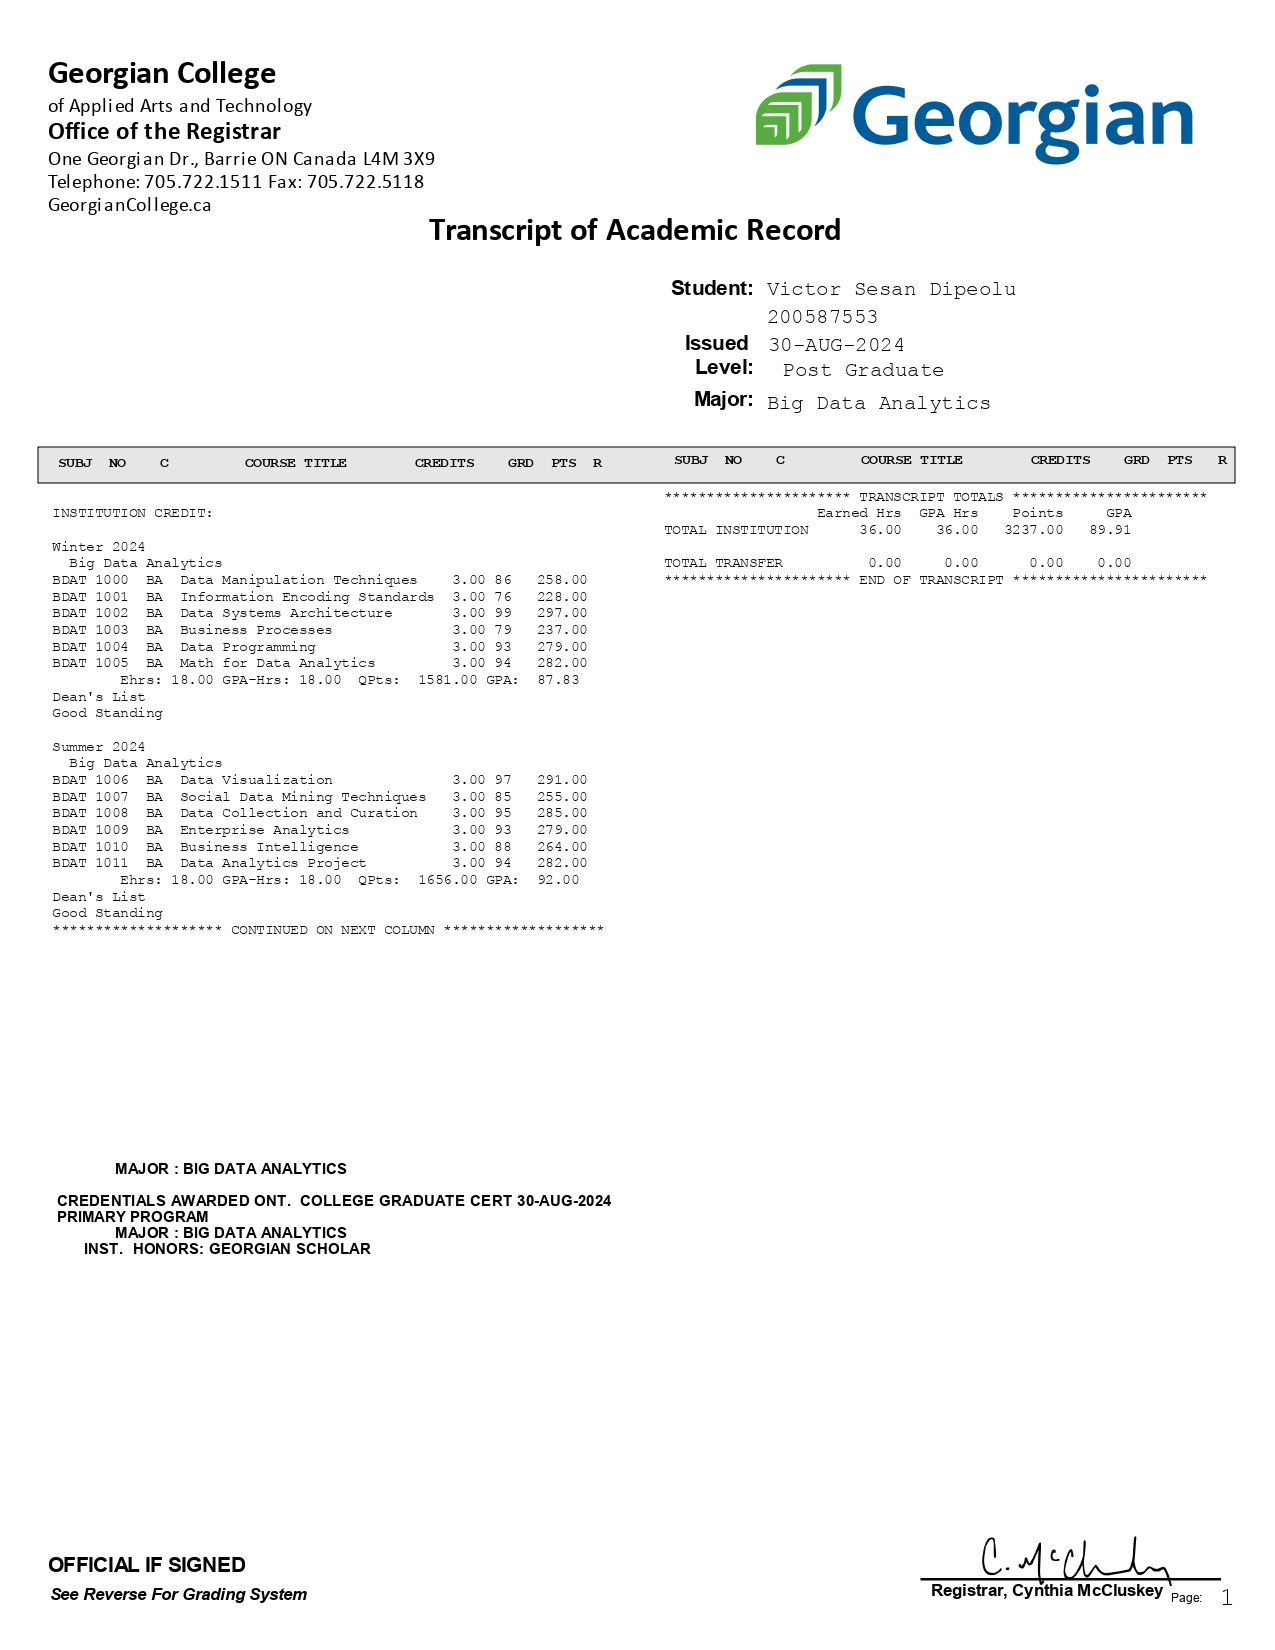 Georgian College
of Applied Arts and Technology
Office of the Registrar
One Georgian Dr., Barrie ON Canada L4M 3X9
Telephone: 705.722.1511 Fax: 705.722.5118
GeorgianCollege.ca
Georgian
Transcript of Academic Record
Student: Victor Sesan Dipeolu
200587553
Issued 30-AUG-2024
Level: Post Graduate
Major: Big Data Analytics
SUBJ NO C COURSE TITLE CREDITS GRD PTS R
INSTITUTION CREDIT:
Winter 2024
Big Data Analytics
BDAT 1000 BA Data Manipulation Techniques 3.00 86 258.00
BDAT 1001 BA Information Encoding Standards 3.00 76 228.00
BDAT 1002 BA Data Systems Architecture 3.00 99 297.00
BDAT 1003 BA Business Processes 3.00 79 237.00
BDAT 1004 BA Data Programming 3.00 93 279.00
BDAT 1005 BA Math for Data Analytics 3.00 94 282.00
Ehrs: 18.00 GPA-Hrs: 18.00 QPts: 1581.00 GPA: 87.83
Dean's List
Good Standing
Summer 2024
Big Data Analytics
BDAT 1006 BA Data Visualization 3.00 97 291.00
BDAT 1007 BA Social Data Mining Techniques 3.00 85 255.00
BDAT 1008 BA Data Collection and Curation 3.00 95 285.00
BDAT 1009 BA Enterprise Analytics 3.00 93 279.00
BDAT 1010 BA Business Intelligence 3.00 88 264.00
BDAT 1011 BA Data Analytics Project 3.00 94 282.00
Ehrs: 18.00 GPA-Hrs: 18.00 QPts: 1656.00 GPA: 92.00
Dean's List
Good Standing
******************** CONTINUED ON NEXT COLUMN *******************
SUBJ NO C COURSE TITLE CREDITS GRD PTS R
********************** TRANSCRIPT TOTALS ***********************
Earned Hrs GPA Hrs Points GPA
TOTAL INSTITUTION 36.00 36.00 3237.00 89.91
TOTAL TRANSFER 0.00 0.00 0.00 0.00
********************** END OF TRANSCRIPT ***********************
MAJOR : BIG DATA ANALYTICS
CREDENTIALS AWARDED ONT. COLLEGE GRADUATE CERT 30-AUG-2024
PRIMARY PROGRAM
MAJOR : BIG DATA ANALYTICS
INST. HONORS: GEORGIAN SCHOLAR
OFFICIAL IF SIGNED
See Reverse For Grading System
C. McCluskey
Registrar, Cynthia McCluskey
Page: 1